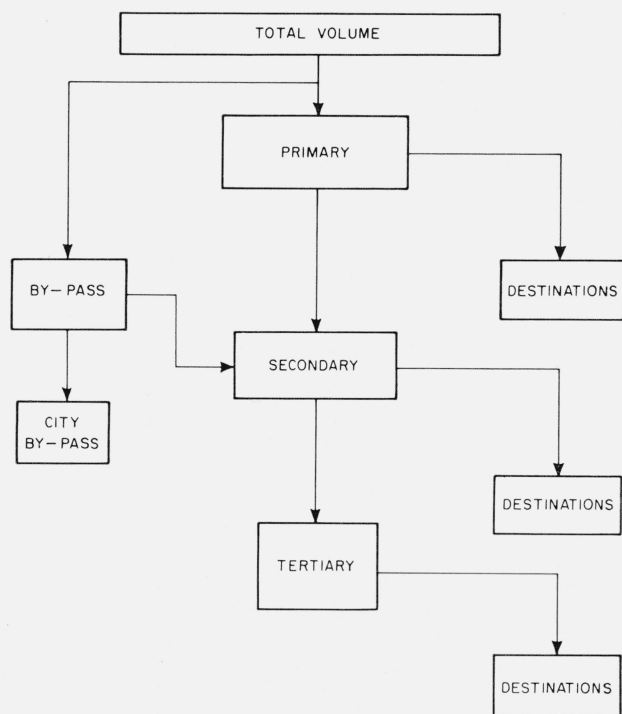 TOTAL VOLUME
PRIMARY
BY-PASS
DESTINATIONS
SECONDARY
CITY
BY-PASS
DESTINATIONS
TERTIARY
DESTINATIONS